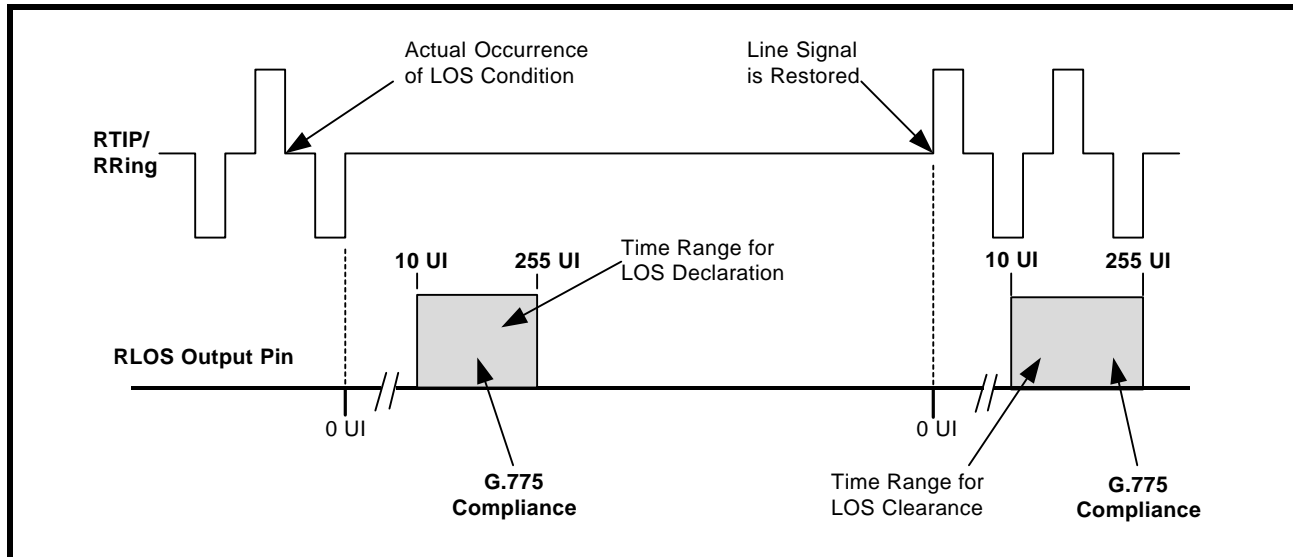 Actual Occurrence
of LOS Condition
Line Signal
is Restored
RTIP/
RRing
10 UI
255 UI
Time Range for
LOS Declaration
10 UI
255 UI
RLOS Output Pin
0 UI
0 UI
G.775
Compliance
Time Range for
LOS Clearance
G.775
Compliance